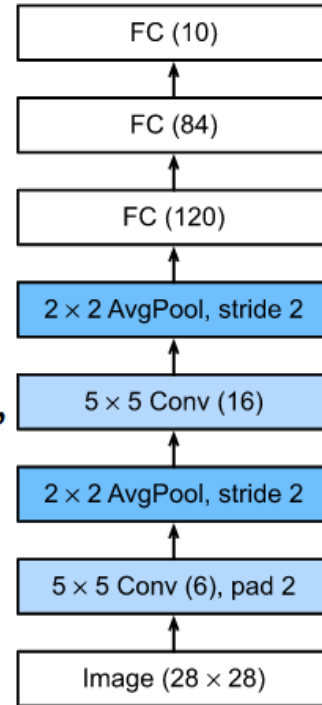 FC (10)
FC (84)
FC (120)
2 × 2 AvgPool, stride 2
5 × 5 Conv (16)
,
2 × 2 AvgPool, stride 2
5 × 5 Conv (6), pad 2
Image (28 × 28)